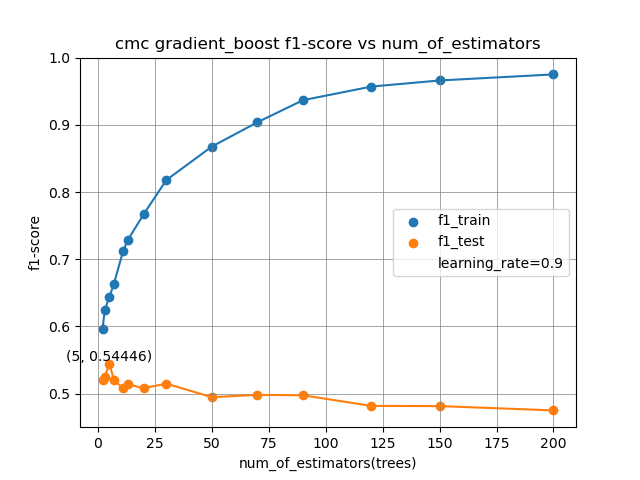 cmc gradient_boost f1-score vs num_of_estimators
1.0
0.9
0.8
0.7
0.6
0.5
f1-score
f1_train
f1_test
learning_rate=0.9
(5, 0.54446)
0 25 50 75 100 125 150 175 200
num_of_estimators(trees)